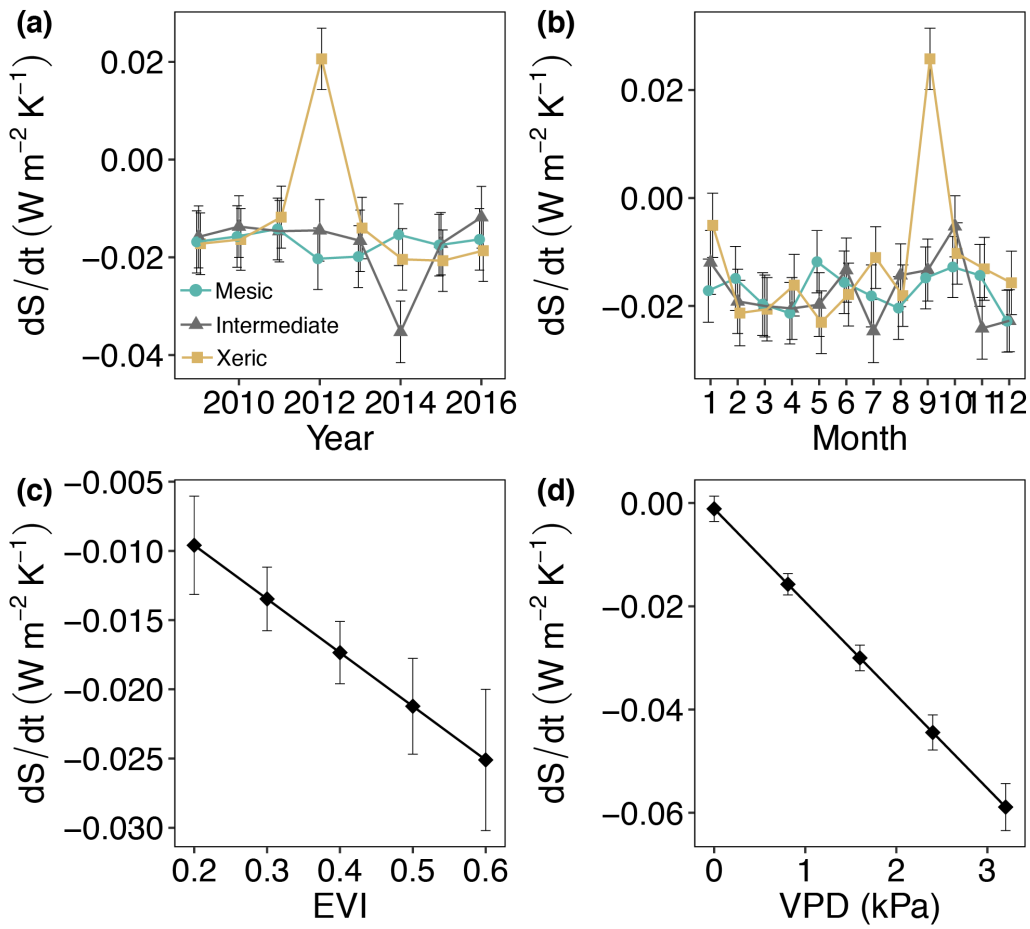 (a)
dS/dt (W m−2 K−1)
0.02
0.00
−0.02
−0.04
Mesic
Intermediate
Xeric
2010 2012 2014 2016
Year
(b)
dS/dt (W m−2 K−1)
0.02
0.00
−0.02
1 2 3 4 5 6 7 8 9 10 11 12
Month
(c)
dS/dt (W m−2 K−1)
−0.005
−0.010
−0.015
−0.020
−0.025
−0.030
0.2 0.3 0.4 0.5 0.6
EVI
(d)
dS/dt (W m−2 K−1)
0.00
−0.02
−0.04
−0.06
0 1 2 3
VPD (kPa)